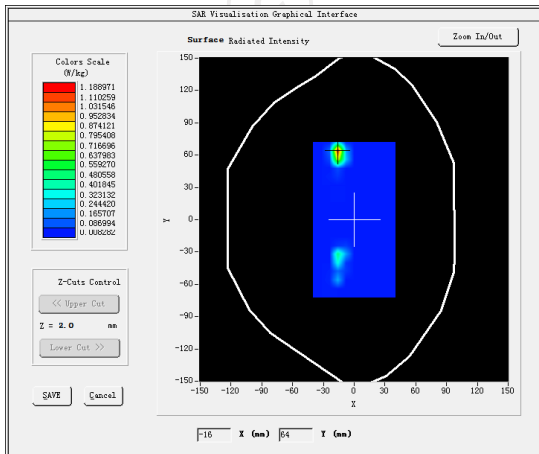 SAR Visualisation Graphical Interface
Surface Radiated Intensity
Zoom In/Out
Colors Scale
(W/kg)
1.188971
1.110259
1.031546
0.952834
0.874121
0.795408
0.716696
0.637983
0.559270
0.480558
0.401845
0.323132
0.244420
0.165707
0.086994
0.008282
Z-Cuts Control
<< Upper Cut
Z = 2.0 mm
Lower Cut >>
SAVE
Cancel
150
120
90
60
30
0
-30
-60
-90
-120
-150
Y
-150 -120 -90 -60 -30 0 30 60 90 120 150
X
-16 X (mm) 64 Y (mm)